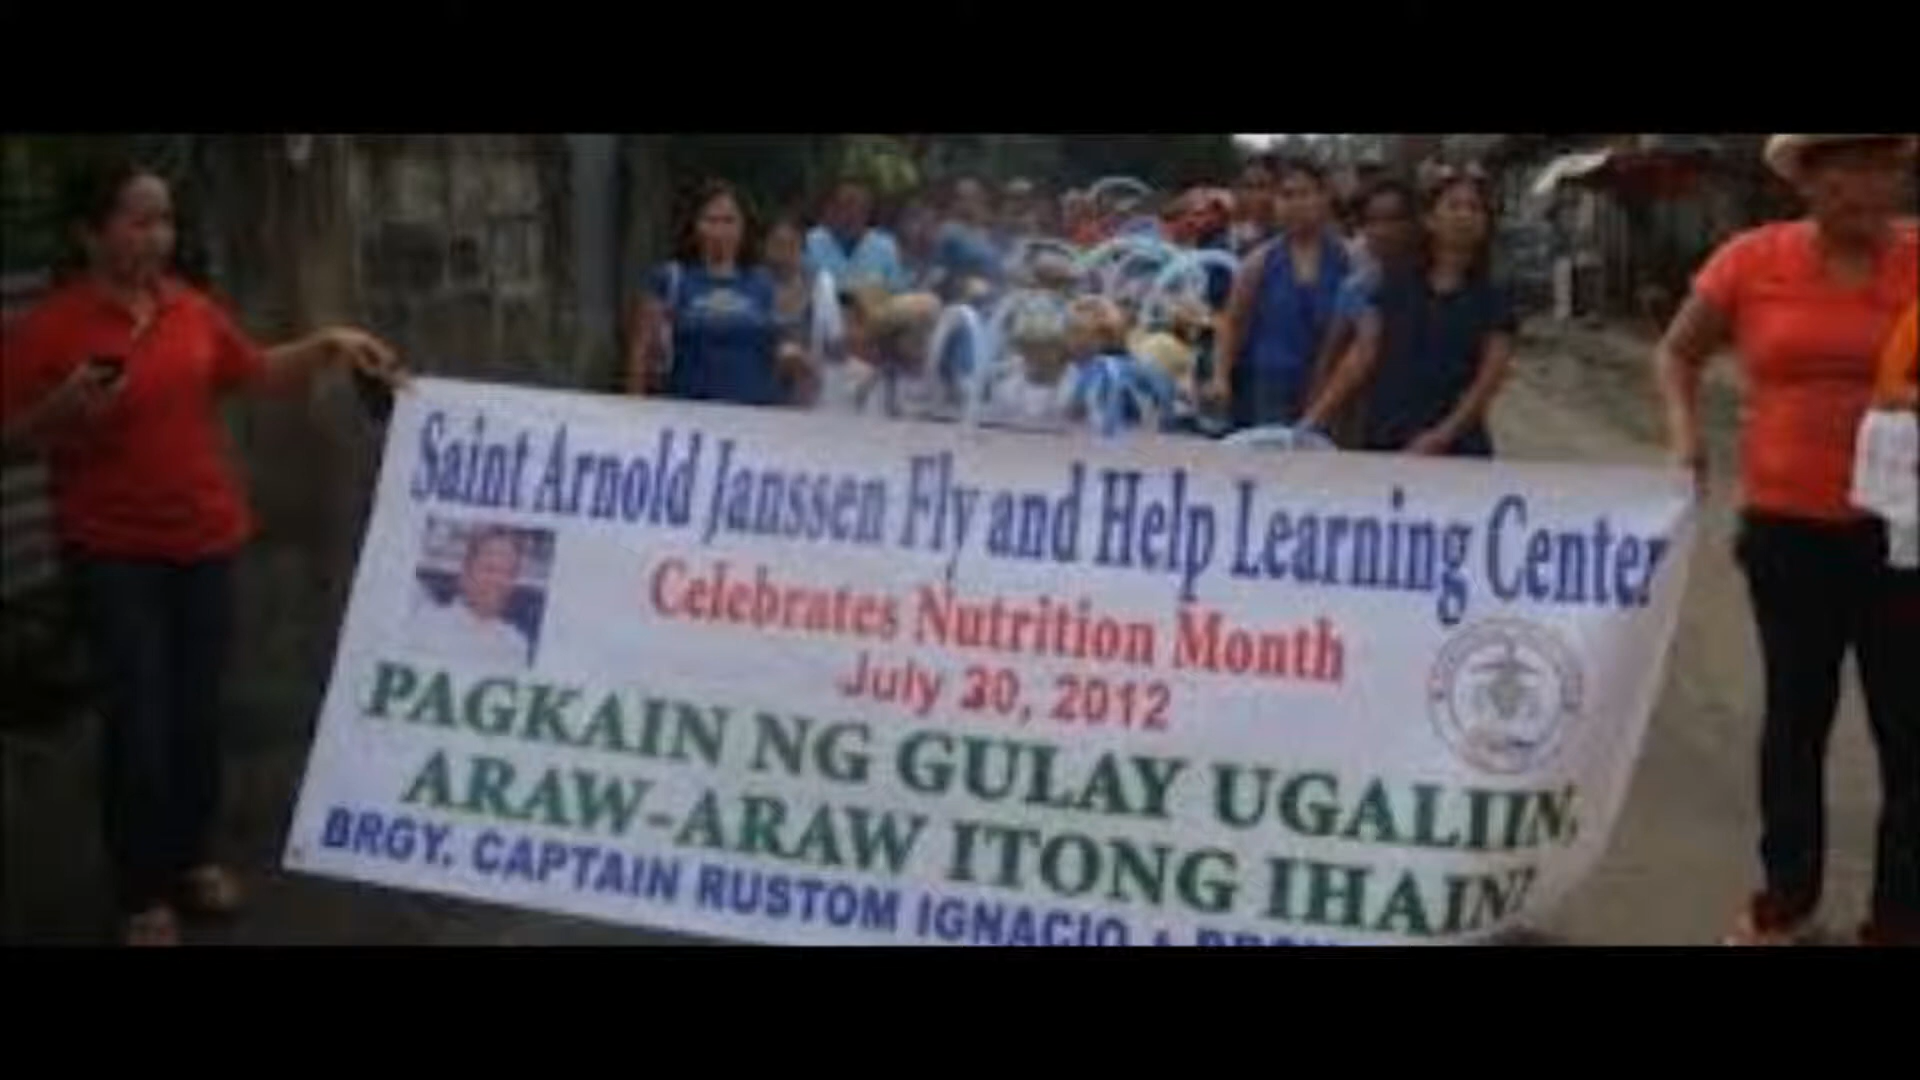 Saint Arnold Janssen Fly and Help Learning Center
Celebrates Nutrition Month
July 30, 2012
PAGKAIN NG GULAY UGALIIN,
ARAW-ARAW ITONG IHAIN!
BRGY. CAPTAIN RUSTOM IGNACIO